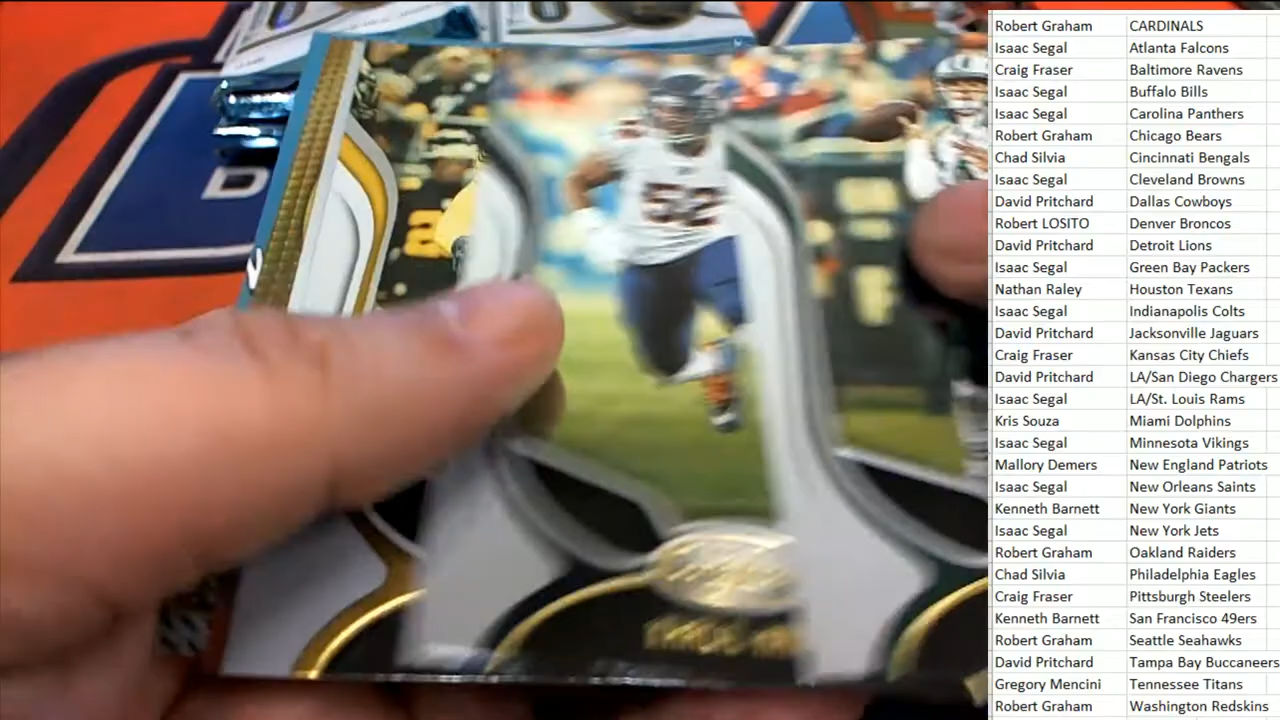 Robert Graham CARDINALS
Isaac Segal Atlanta Falcons
Craig Fraser Baltimore Ravens
Isaac Segal Buffalo Bills
Isaac Segal Carolina Panthers
Robert Graham Chicago Bears
Chad Silvia Cincinnati Bengals
Isaac Segal Cleveland Browns
David Pritchard Dallas Cowboys
Robert LOSITO Denver Broncos
David Pritchard Detroit Lions
Isaac Segal Green Bay Packers
Nathan Raley Houston Texans
Isaac Segal Indianapolis Colts
David Pritchard Jacksonville Jaguars
Craig Fraser Kansas City Chiefs
David Pritchard LA/San Diego Chargers
Isaac Segal LA/St. Louis Rams
Kris Souza Miami Dolphins
Isaac Segal Minnesota Vikings
Mallory Demers New England Patriots
Isaac Segal New Orleans Saints
Kenneth Barnett New York Giants
Isaac Segal New York Jets
Robert Graham Oakland Raiders
Chad Silvia Philadelphia Eagles
Craig Fraser Pittsburgh Steelers
Kenneth Barnett San Francisco 49ers
Robert Graham Seattle Seahawks
David Pritchard Tampa Bay Buccaneers
Gregory Mencini Tennessee Titans
Robert Graham Washington Redskins
52
D